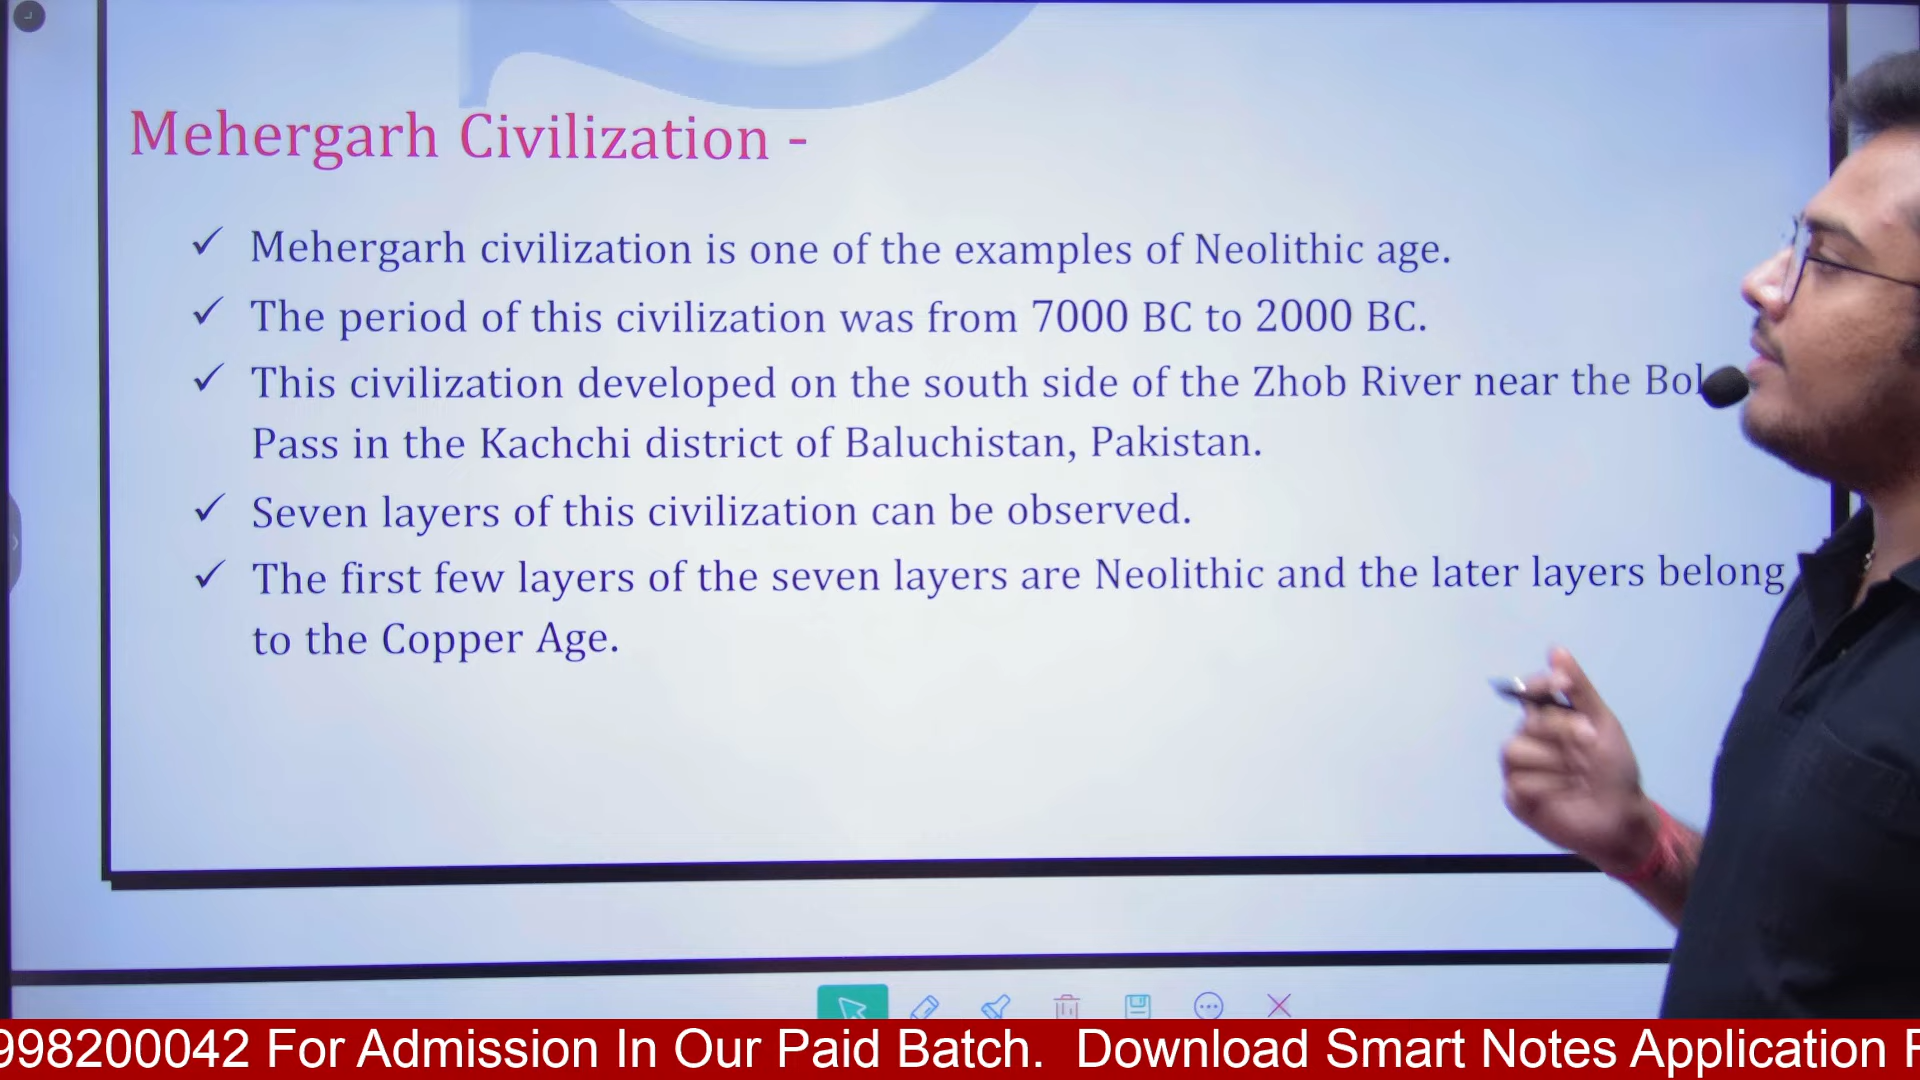 Mehergarh Civilization -
✓ Mehergarh civilization is one of the examples of Neolithic age.
✓ The period of this civilization was from 7000 BC to 2000 BC.
✓ This civilization developed on the south side of the Zhob River near the Bol
Pass in the Kachchi district of Baluchistan, Pakistan.
✓ Seven layers of this civilization can be observed.
✓ The first few layers of the seven layers are Neolithic and the later layers belong
to the Copper Age.
998200042 For Admission In Our Paid Batch. Download Smart Notes Application F